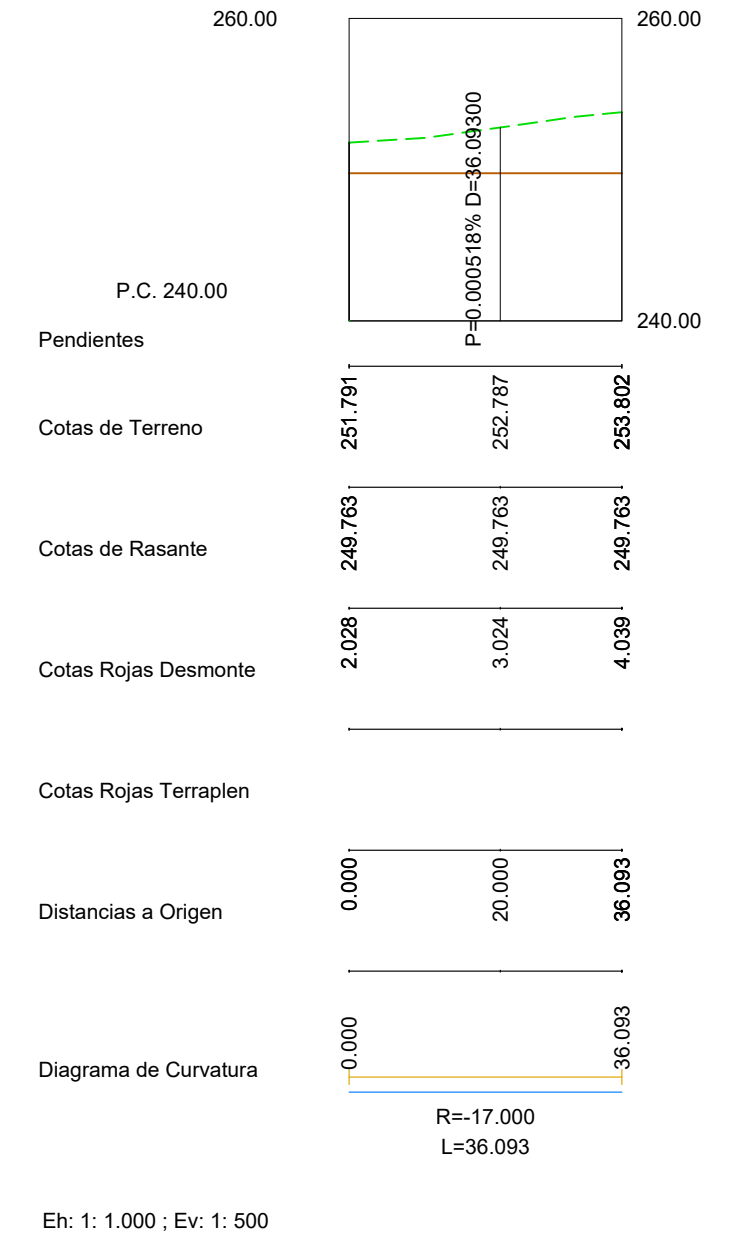 260.00
260.00
P=0.000518% D=36.09300
P.C. 240.00
240.00
Pendientes
Cotas de Terreno
251.791
252.787
253.802
Cotas de Rasante
249.763
249.763
249.763
Cotas Rojas Desmonte
2.028
3.024
4.039
Cotas Rojas Terraplen
Distancias a Origen
0.000
20.000
36.093
Diagrama de Curvatura
0.000
36.093
R=-17.000
L=36.093
Eh: 1: 1.000 ; Ev: 1: 500